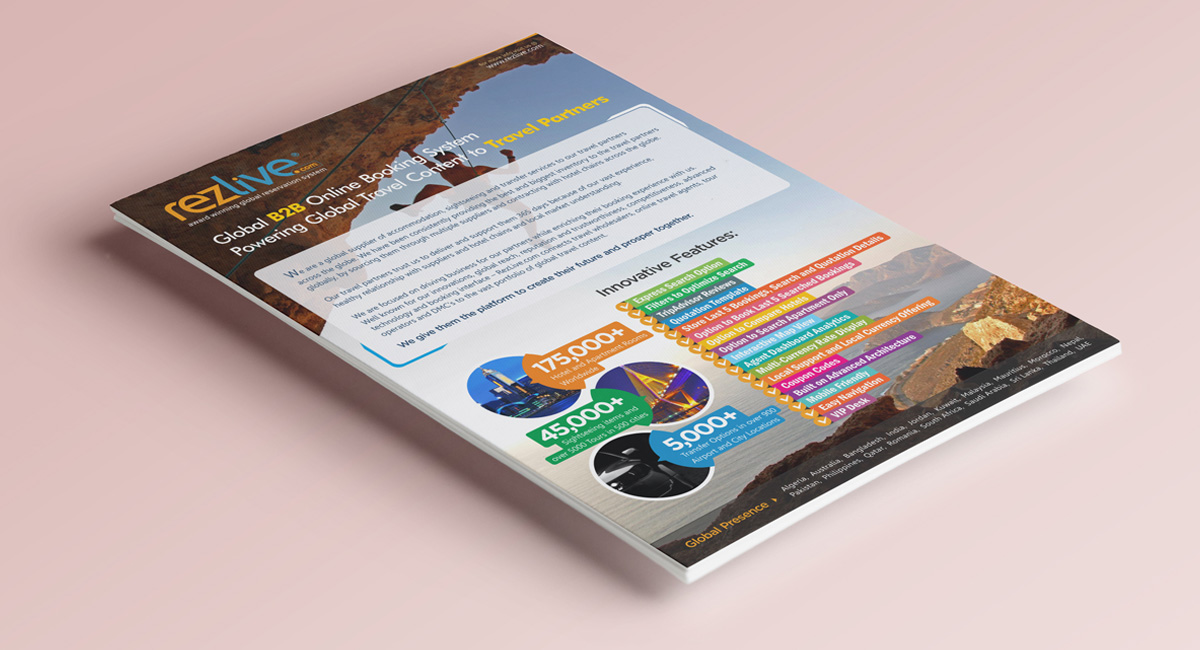 for more info visit us @
www.rezlive.com
rezlive.com
award winning global reservation system
Global B2B Online Booking System
Powering Global Travel Content to Travel Partners
We are a global supplier of accommodation, sightseeing and transfer services to our travel partners
across the globe. We have been consistently providing the best and biggest inventory to the travel partners
globally, by sourcing them through multiple suppliers and contracting with hotel chains across the globe.
Our travel partners trust us to deliver and support them 365 days because of our vast experience,
healthy relationship with suppliers and hotel chains and local market understanding.
We are focused on driving business for our partners while enriching their booking experience with us.
Well known for our innovations, global reach, reputation and trustworthiness, competitiveness, advanced
technology and booking interface – RezLive.com connects travel wholesalers, online travel agents, tour
operators and DMC's to the vast portfolio of global travel content.
We give them the platform to create their future and prosper together.
Innovative Features:
Express Search Option
Filters to Optimize Search
TripAdvisor Reviews
Quotation Template
Store Last 5 Bookings, Search and Quotation Details
Option to Book Last 5 Searched Bookings
Option to Compare Hotels
Option to Search Apartment Only
Interactive Map View
Agent Dashboard Analytics
Multi-Currency Rate Display
Local Support and Local Currency Offering
Coupon Codes
Built on Advanced Architecture
Mobile Friendly
Easy Navigation
VIP Desk
175,000+
Hotel and Apartment Rooms
Worldwide
45,000+
Sightseeing Items and
over 5000 Tours in 500 cities
5,000+
Transfer Options in over 900
Airport and City Locations
Global Presence
Algeria, Australia, Bangladesh, India, Jordan, Kuwait, Malaysia, Mauritius, Morocco, Nepal,
Pakistan, Philippines, Qatar, Romania, South Africa, Saudi Arabia, Sri Lanka, Thailand, UAE